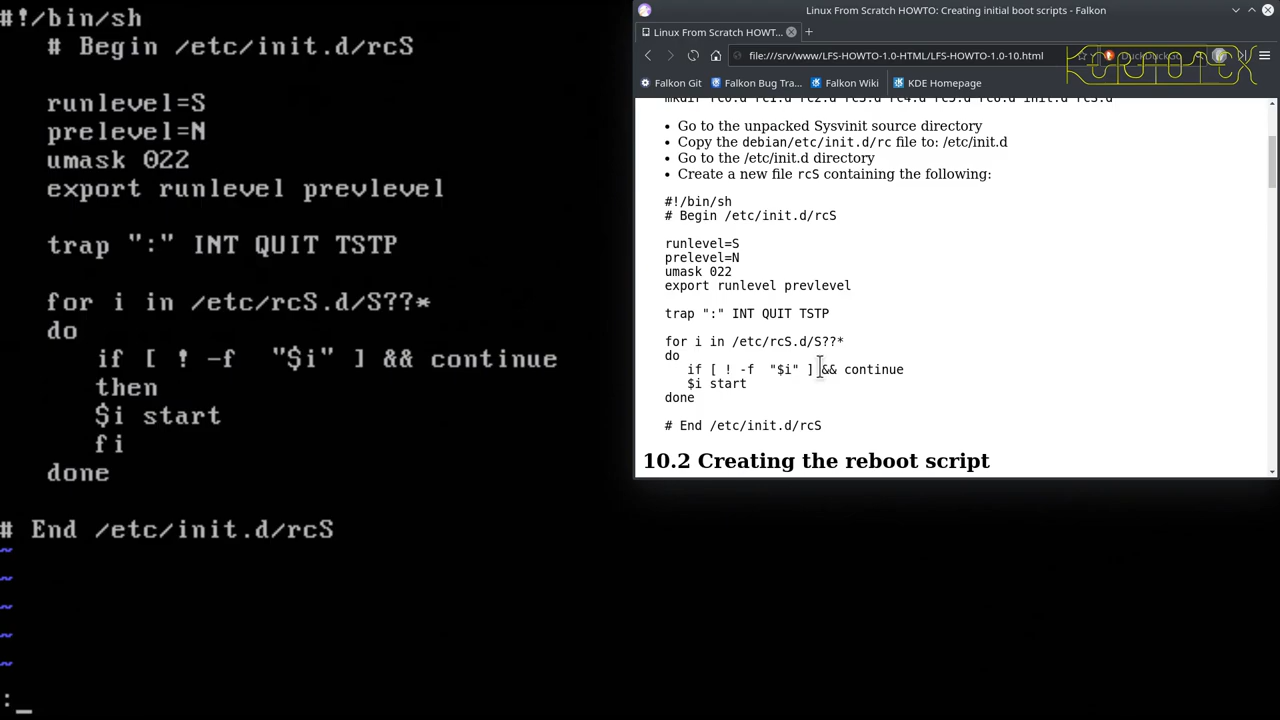 #!/bin/sh
# Begin /etc/init.d/rcS
runlevel=S
prelevel=N
umask 022
export runlevel prevlevel
trap ":" INT QUIT TSTP
for i in /etc/rcS.d/S??*
do
if [ ! -f  "$i" ] && continue
then
$i start
fi
done
# End /etc/init.d/rcS
~
~
~
~
~
:_
Linux From Scratch HOWTO: Creating initial boot scripts - Falkon
Linux From Scratch HOWT...
file:///srv/www/LFS-HOWTO-1.0-HTML/LFS-HOWTO-1.0-10.html
KURIOTEX
Falkon Git Falkon Bug Tra... Falkon Wiki KDE Homepage
• Go to the unpacked Sysvinit source directory
• Copy the debian/etc/init.d/rc file to: /etc/init.d
• Go to the /etc/init.d directory
• Create a new file rcS containing the following:
#!/bin/sh
# Begin /etc/init.d/rcS
runlevel=S
prelevel=N
umask 022
export runlevel prevlevel
trap ":" INT QUIT TSTP
for i in /etc/rcS.d/S??*
do
if [ ! -f  "$i" ] && continue
$i start
done
# End /etc/init.d/rcS
10.2 Creating the reboot script